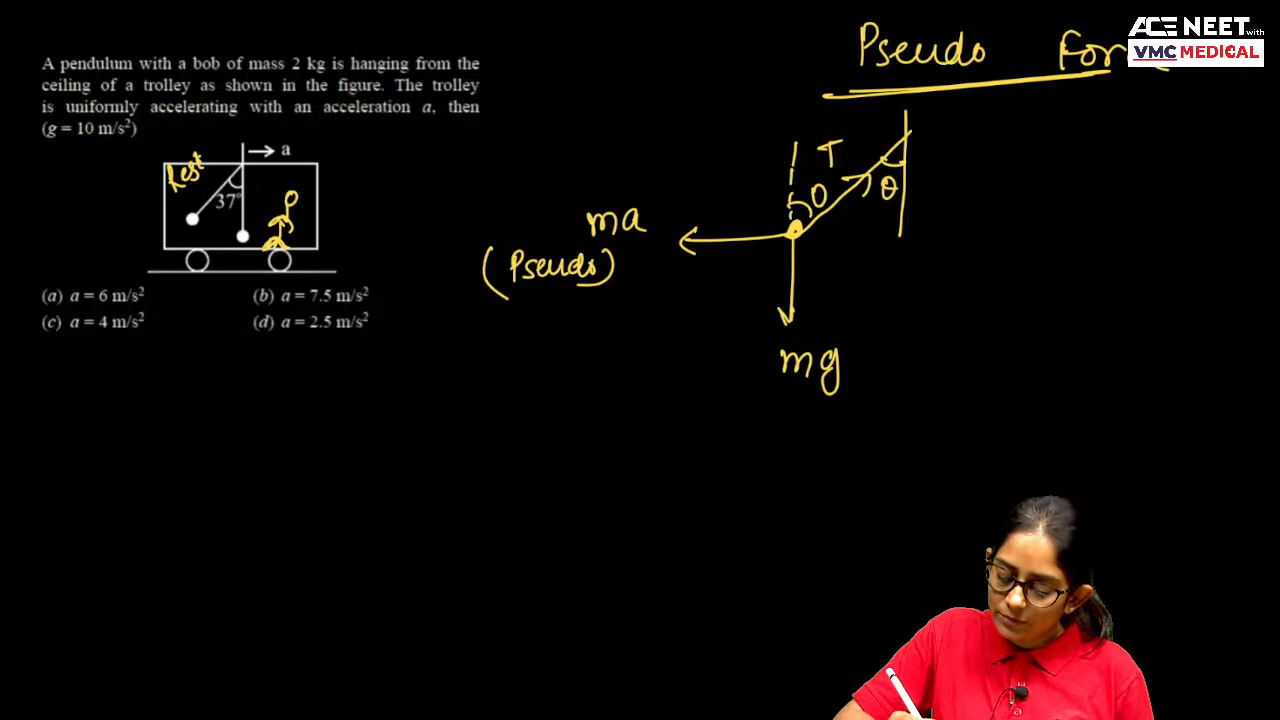 A pendulum with a bob of mass 2 kg is hanging from the
ceiling of a trolley as shown in the figure. The trolley
is uniformly accelerating with an acceleration a, then
(g = 10 m/s²)
a
Rest
37°
(a) a = 6 m/s²
(b) a = 7.5 m/s²
(c) a = 4 m/s²
(d) a = 2.5 m/s²
Pseudo
ACE NEET with
VMC MEDICAL
T
θ
θ
ma
(Pseudo)
mg